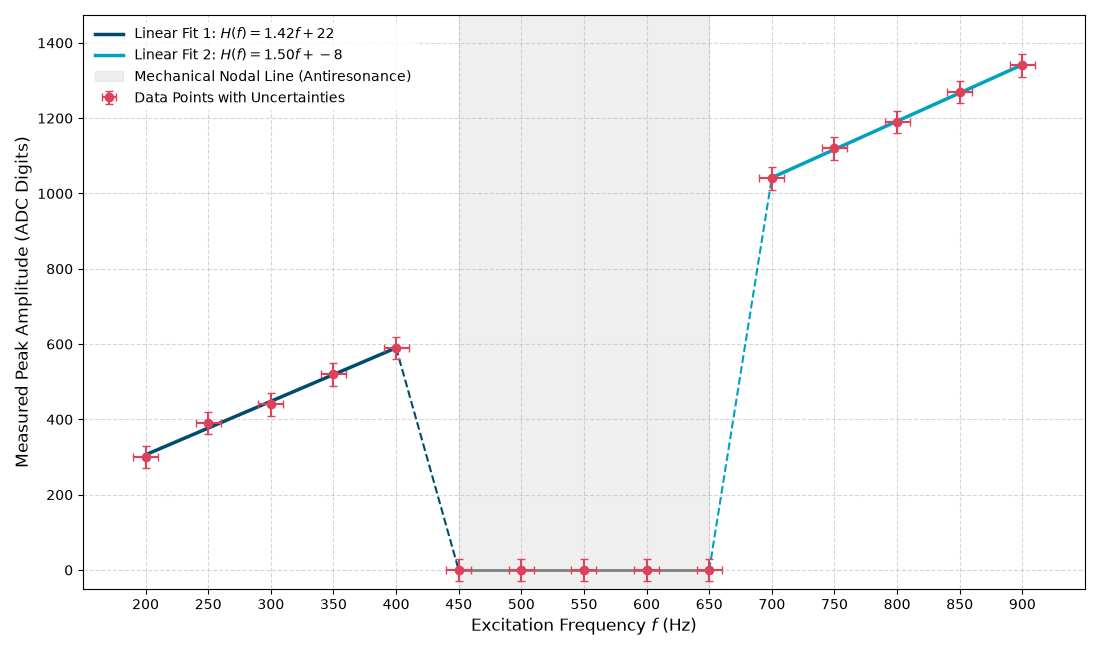 Linear Fit 1: H(f) = 1.42f + 22
Linear Fit 2: H(f) = 1.50f + −8
Mechanical Nodal Line (Antiresonance)
Data Points with Uncertainties
Measured Peak Amplitude (ADC Digits)
1400
1200
1000
800
600
400
200
0
200 250 300 350 400 450 500 550 600 650 700 750 800 850 900
Excitation Frequency f (Hz)